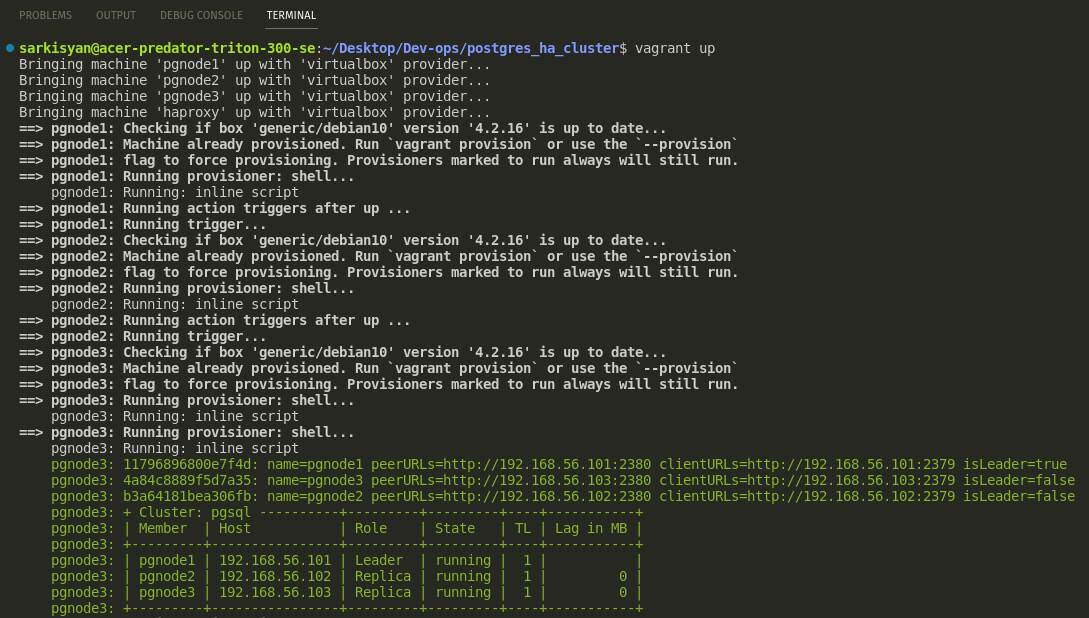 PROBLEMS OUTPUT DEBUG CONSOLE TERMINAL
sarkisyan@acer-predator-triton-300-se:~/Desktop/Dev-ops/postgres_ha_cluster$ vagrant up
Bringing machine 'pgnode1' up with 'virtualbox' provider...
Bringing machine 'pgnode2' up with 'virtualbox' provider...
Bringing machine 'pgnode3' up with 'virtualbox' provider...
Bringing machine 'haproxy' up with 'virtualbox' provider...
==> pgnode1: Checking if box 'generic/debian10' version '4.2.16' is up to date...
==> pgnode1: Machine already provisioned. Run `vagrant provision` or use the `--provision`
==> pgnode1: flag to force provisioning. Provisioners marked to run always will still run.
==> pgnode1: Running provisioner: shell...
    pgnode1: Running: inline script
==> pgnode1: Running action triggers after up ...
==> pgnode1: Running trigger...
==> pgnode2: Checking if box 'generic/debian10' version '4.2.16' is up to date...
==> pgnode2: Machine already provisioned. Run `vagrant provision` or use the `--provision`
==> pgnode2: flag to force provisioning. Provisioners marked to run always will still run.
==> pgnode2: Running provisioner: shell...
    pgnode2: Running: inline script
==> pgnode2: Running action triggers after up ...
==> pgnode2: Running trigger...
==> pgnode3: Checking if box 'generic/debian10' version '4.2.16' is up to date...
==> pgnode3: Machine already provisioned. Run `vagrant provision` or use the `--provision`
==> pgnode3: flag to force provisioning. Provisioners marked to run always will still run.
==> pgnode3: Running provisioner: shell...
    pgnode3: Running: inline script
==> pgnode3: Running provisioner: shell...
    pgnode3: Running: inline script
    pgnode3: 11796896800e7f4d: name=pgnode1 peerURLs=http://192.168.56.101:2380 clientURLs=http://192.168.56.101:2379 isLeader=true
    pgnode3: 4a84c8889f5d7a35: name=pgnode3 peerURLs=http://192.168.56.103:2380 clientURLs=http://192.168.56.103:2379 isLeader=false
    pgnode3: b3a64181bea306fb: name=pgnode2 peerURLs=http://192.168.56.102:2380 clientURLs=http://192.168.56.102:2379 isLeader=false
    pgnode3: + Cluster: pgsql ----------+---------+---------+----+-----------+
    pgnode3: | Member  | Host           | Role    | State   | TL | Lag in MB |
    pgnode3: +---------+----------------+---------+---------+----+-----------+
    pgnode3: | pgnode1 | 192.168.56.101 | Leader  | running |  1 |           |
    pgnode3: | pgnode2 | 192.168.56.102 | Replica | running |  1 |         0 |
    pgnode3: | pgnode3 | 192.168.56.103 | Replica | running |  1 |         0 |
    pgnode3: +---------+----------------+---------+---------+----+-----------+